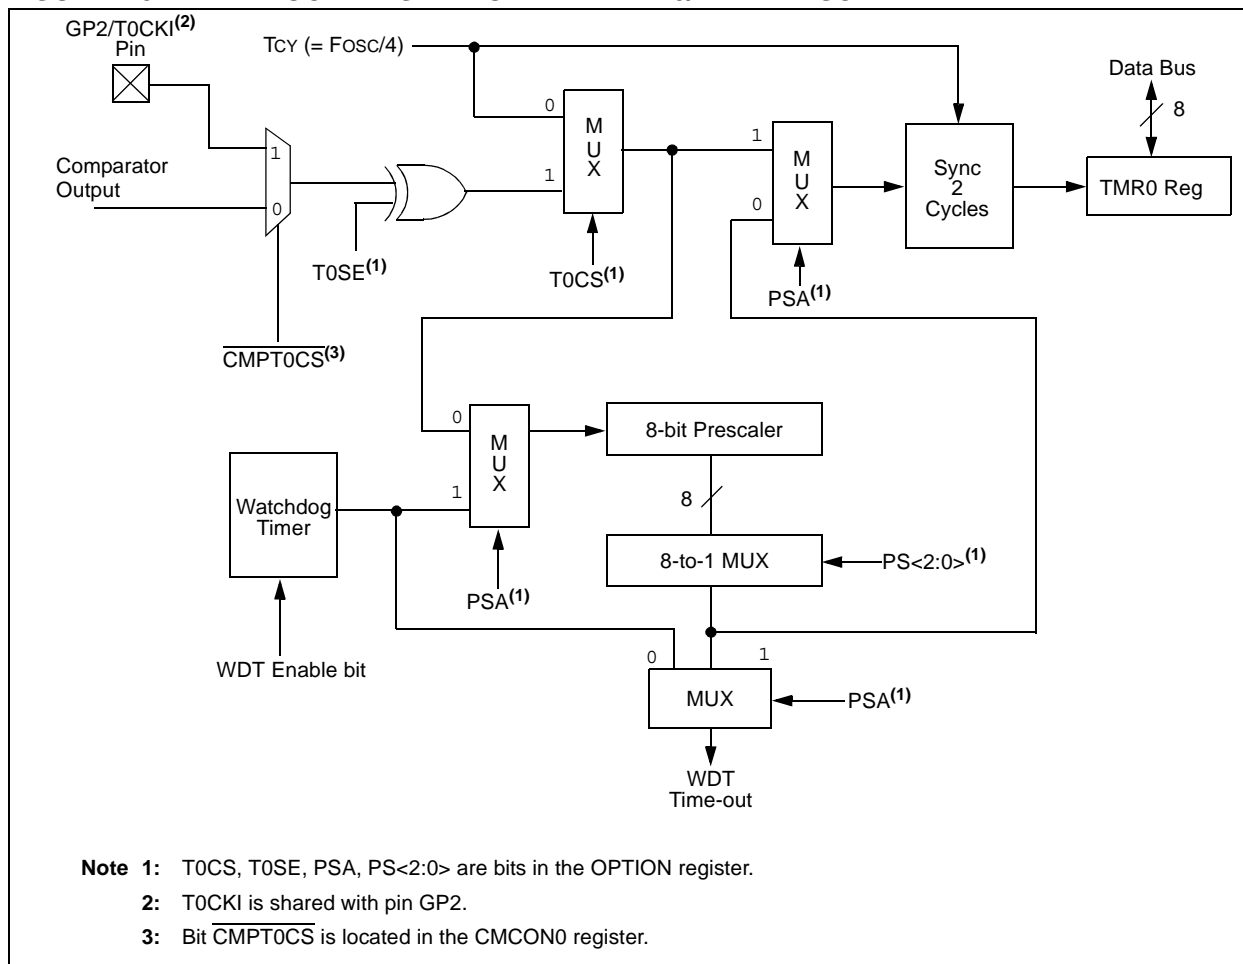 GP2/T0CKI(2)
Pin
TCY (= FOSC/4)
Data Bus
8
0
M
U
X
1
1
M
U
X
0
Sync
2
Cycles
TMR0 Reg
Comparator
Output
1
0
T0SE(1)
T0CS(1)
PSA(1)
CMPT0CS(3)
0
M
U
X
1
8-bit Prescaler
8
Watchdog
Timer
8-to-1 MUX
PS<2:0>(1)
PSA(1)
WDT Enable bit
0
1
MUX
PSA(1)
WDT
Time-out
Note 1: T0CS, T0SE, PSA, PS<2:0> are bits in the OPTION register.
2: T0CKI is shared with pin GP2.
3: Bit CMPT0CS is located in the CMCON0 register.